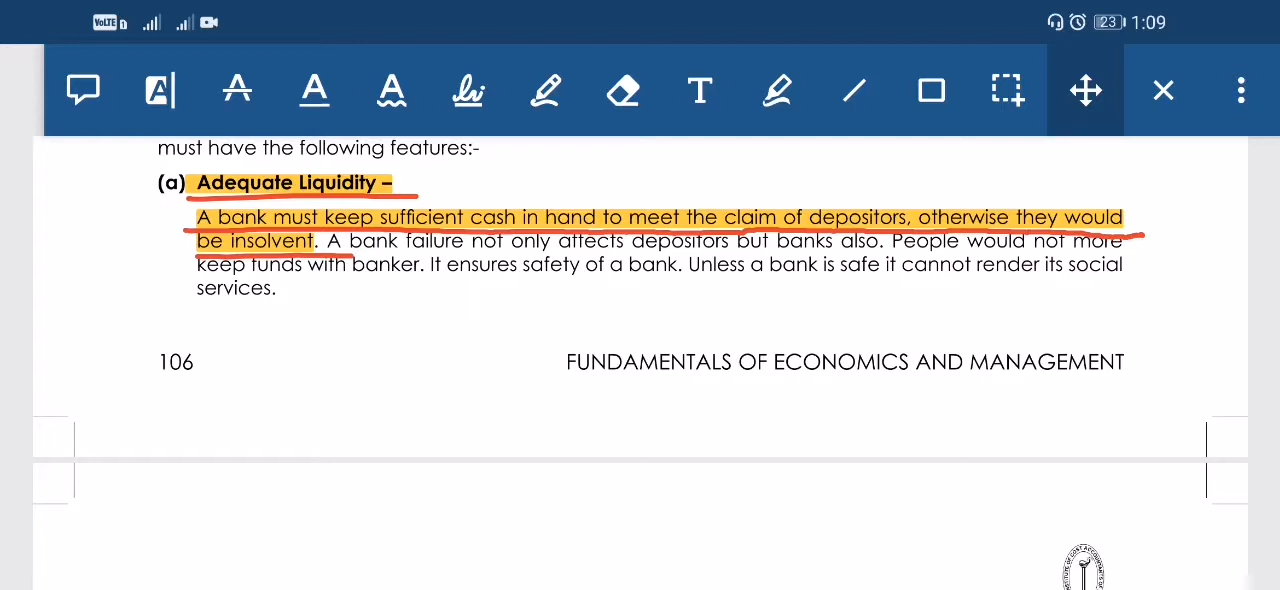 VoLTE 1 23 1:09
A A A A T
must have the following features:-
(a) Adequate Liquidity –
A bank must keep sufficient cash in hand to meet the claim of depositors, otherwise they would
be insolvent. A bank failure not only affects depositors but banks also. People would not more
keep funds with banker. It ensures safety of a bank. Unless a bank is safe it cannot render its social
services.
106 FUNDAMENTALS OF ECONOMICS AND MANAGEMENT